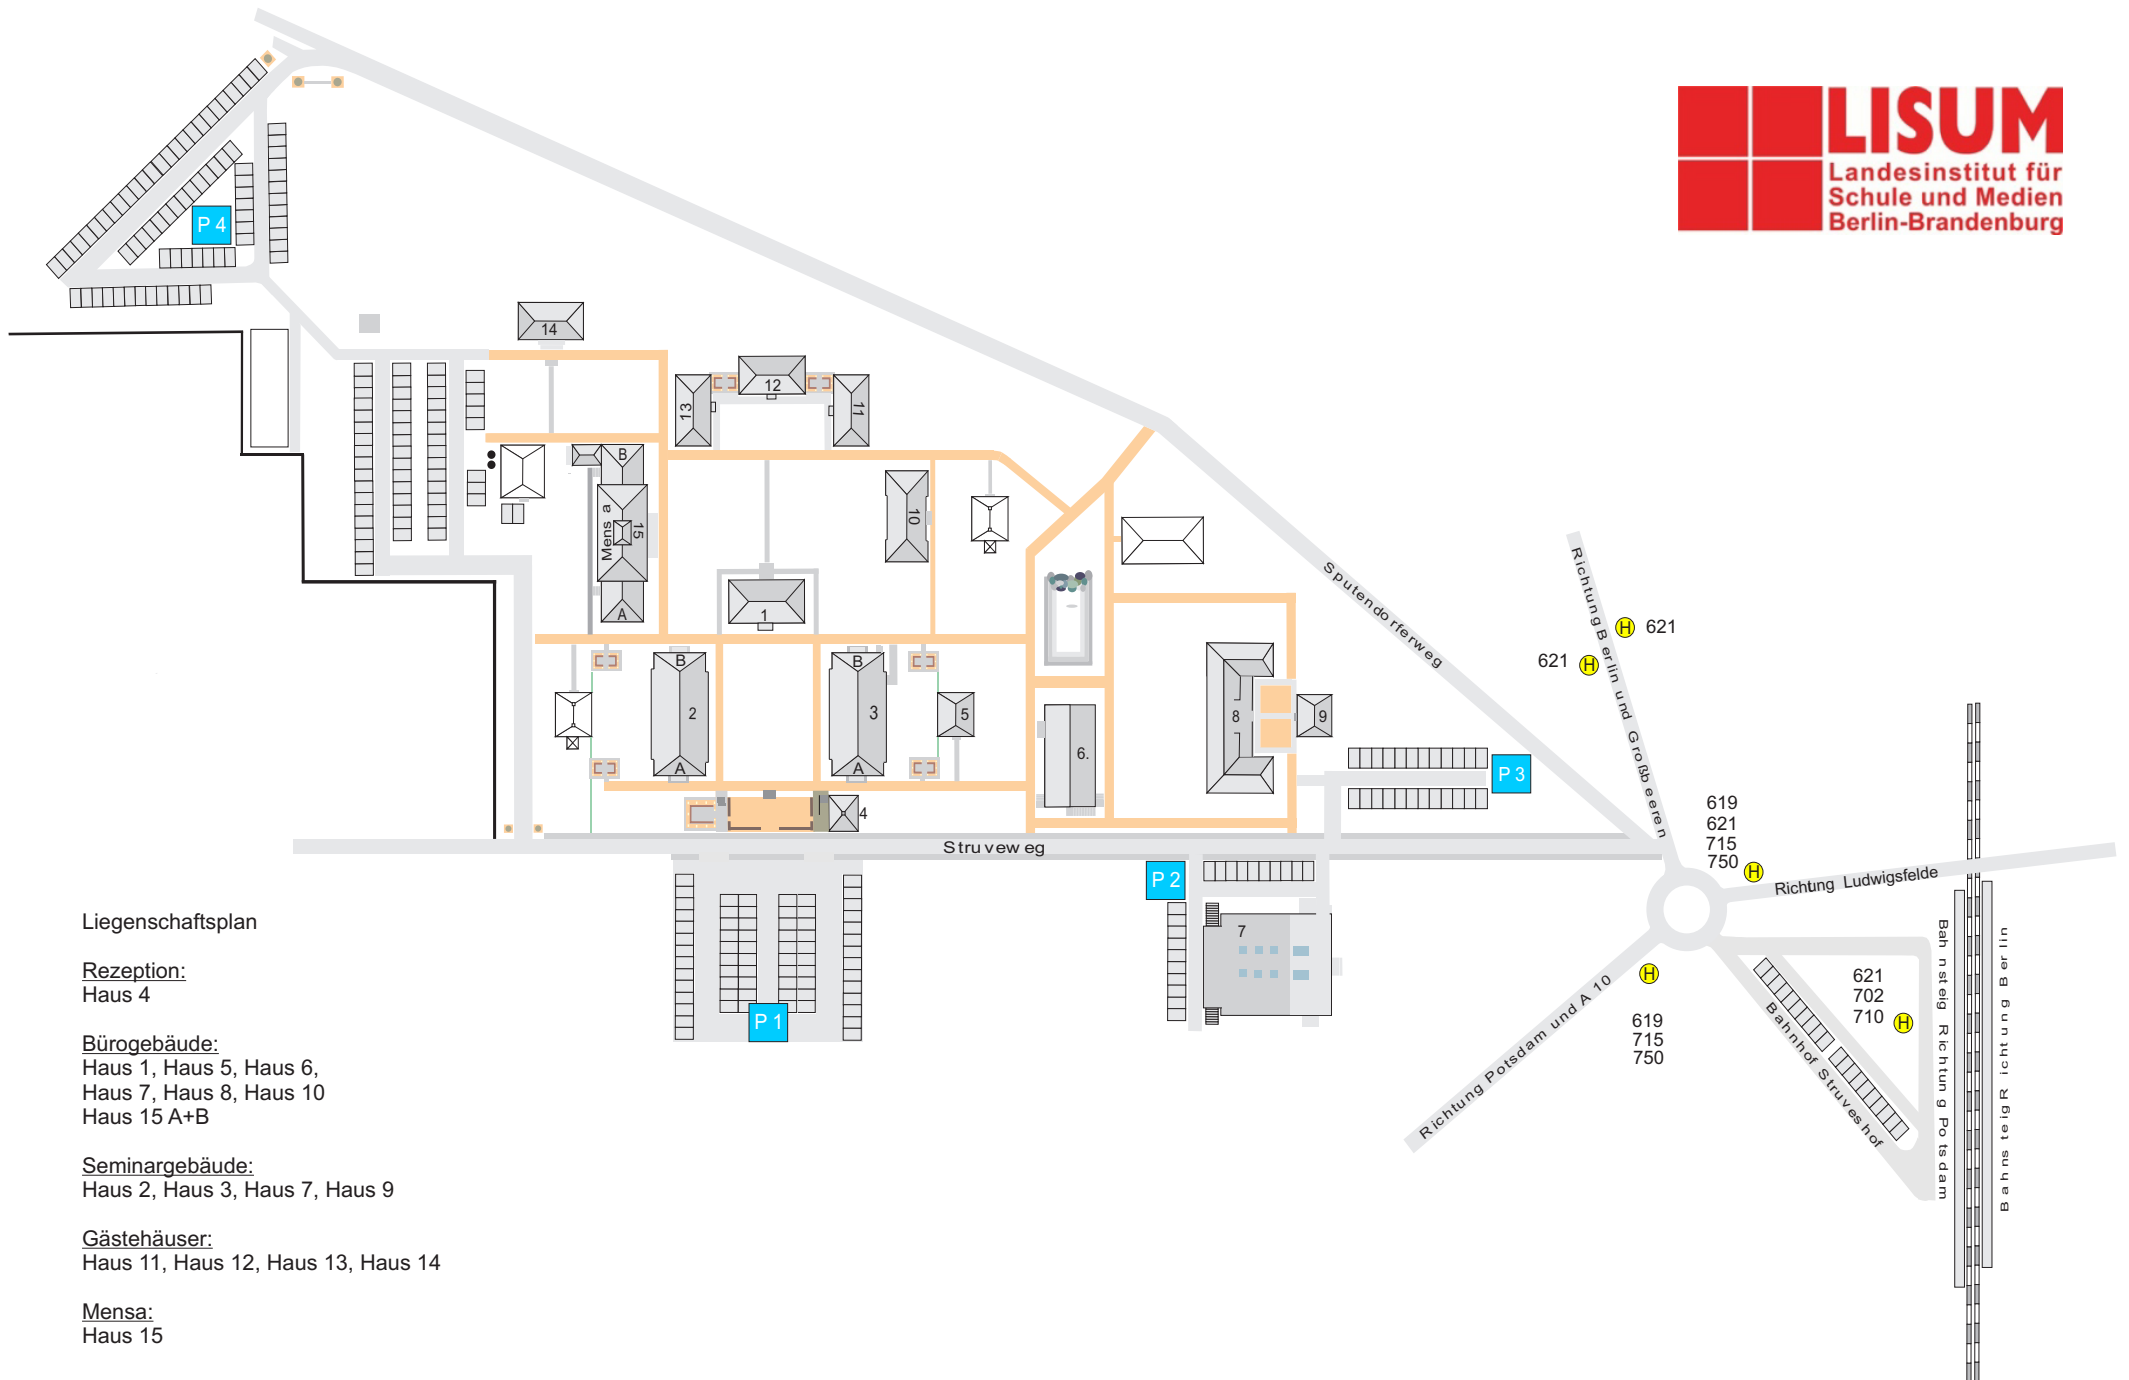 LISUM
Landesinstitut für
Schule und Medien
Berlin-Brandenburg
P 4
14
12
13
11
B
Mensa
15
A
10
1
B
2
A
B
3
A
5
4
6.
8
9
P 3
Sputendorferweg
Richtung Berlin und Großbeeren
H 621
621 H
619
621
715
750 H
Richtung Ludwigsfelde
Struveweg
P 2
7
P 1
H
619
715
750
Richtung Potsdam und A 10
Bahnhof Struveshof
621
702
710 H
Bahnsteig Richtung Potsdam
Bahnsteig Richtung Berlin
Liegenschaftsplan
Rezeption:
Haus 4
Bürogebäude:
Haus 1, Haus 5, Haus 6,
Haus 7, Haus 8, Haus 10
Haus 15 A+B
Seminargebäude:
Haus 2, Haus 3, Haus 7, Haus 9
Gästehäuser:
Haus 11, Haus 12, Haus 13, Haus 14
Mensa:
Haus 15